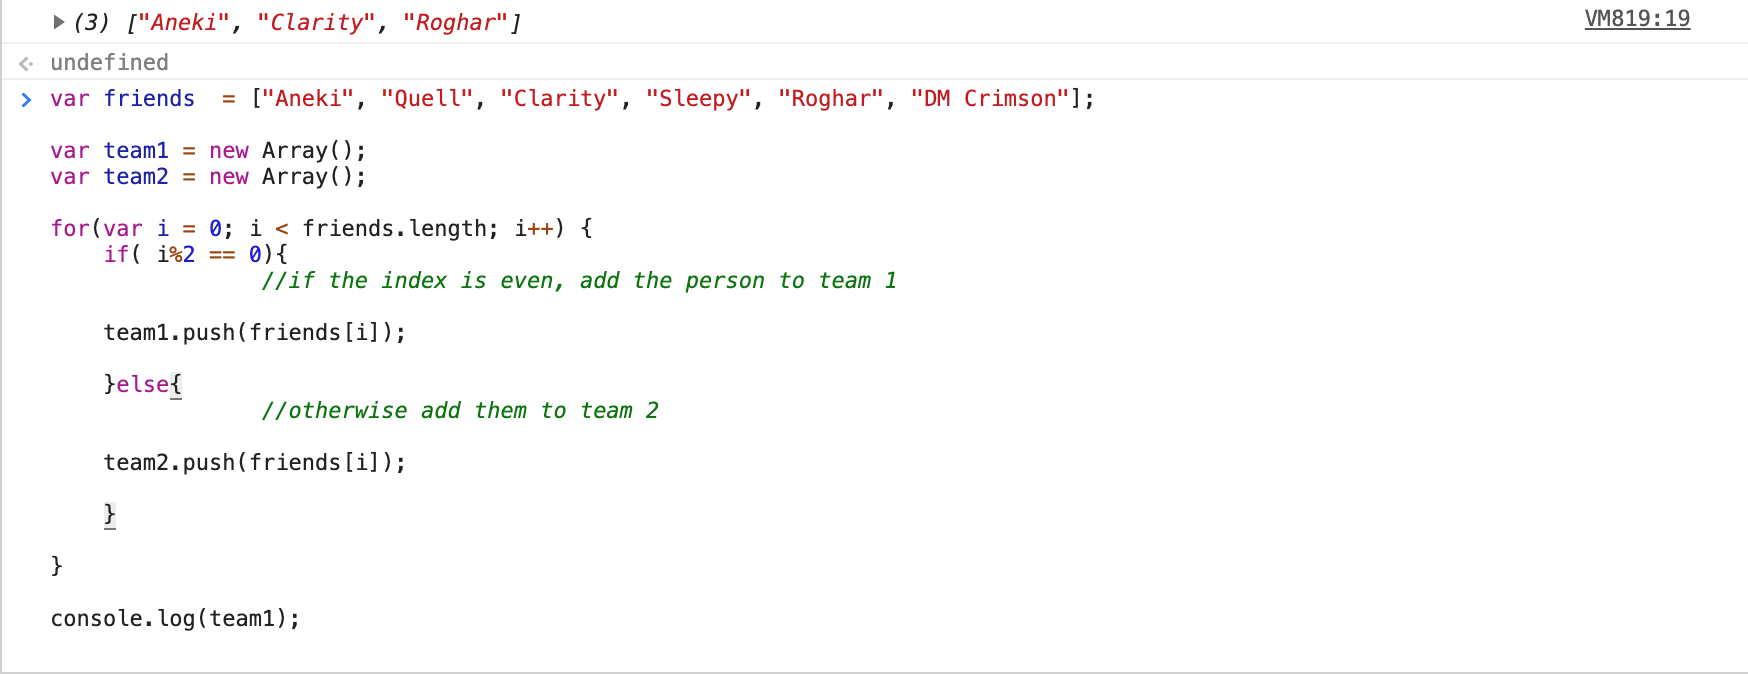 ▶ (3) ["Aneki", "Clarity", "Roghar"] VM819:19
undefined
var friends  = ["Aneki", "Quell", "Clarity", "Sleepy", "Roghar", "DM Crimson"];
var team1 = new Array();
var team2 = new Array();
for(var i = 0; i < friends.length; i++) {
if( i%2 == 0){
//if the index is even, add the person to team 1
team1.push(friends[i]);
}else{
//otherwise add them to team 2
team2.push(friends[i]);
}
}
console.log(team1);